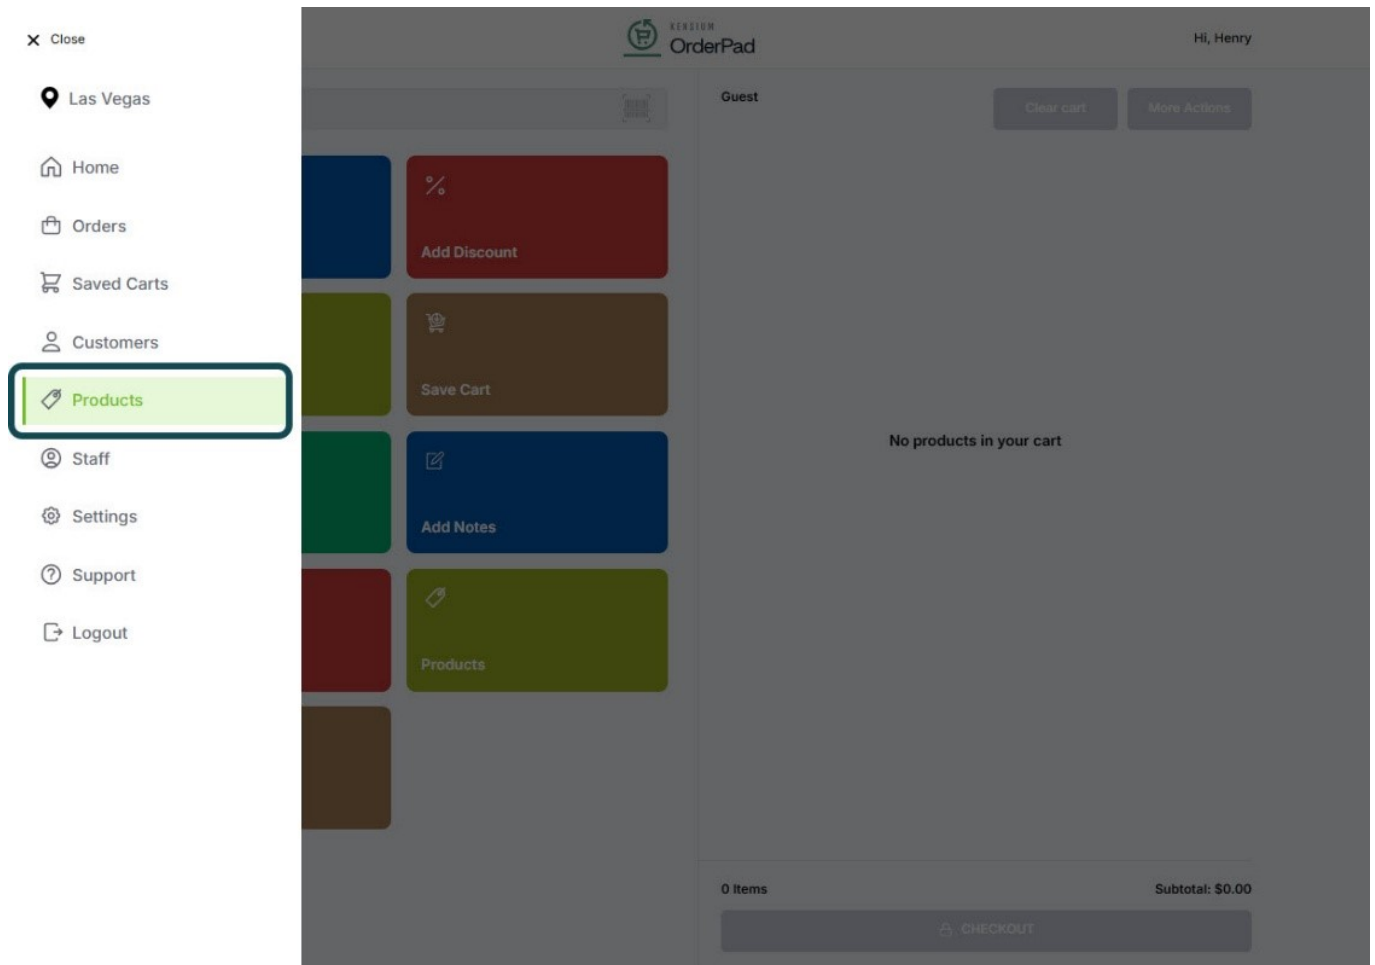 Close
Las Vegas
Home
Orders
Saved Carts
Customers
Products
Staff
Settings
Support
Logout
KENSIUM
OrderPad
Hi, Henry
Add Discount
Save Cart
Add Notes
Products
Guest
Clear cart
More Actions
No products in your cart
0 Items
Subtotal: $0.00
CHECKOUT